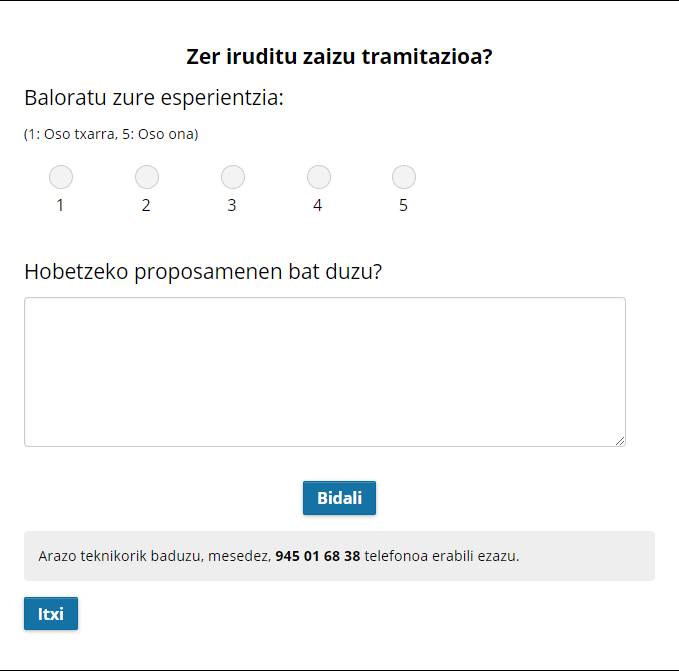 Zer iruditu zaizu tramitazioa?
Baloratu zure esperientzia:
(1: Oso txarra, 5: Oso ona)
1 2 3 4 5
Hobetzeko proposamenen bat duzu?
Bidali
Arazo teknikorik baduzu, mesedez, 945 01 68 38 telefonoa erabili ezazu.
Itxi